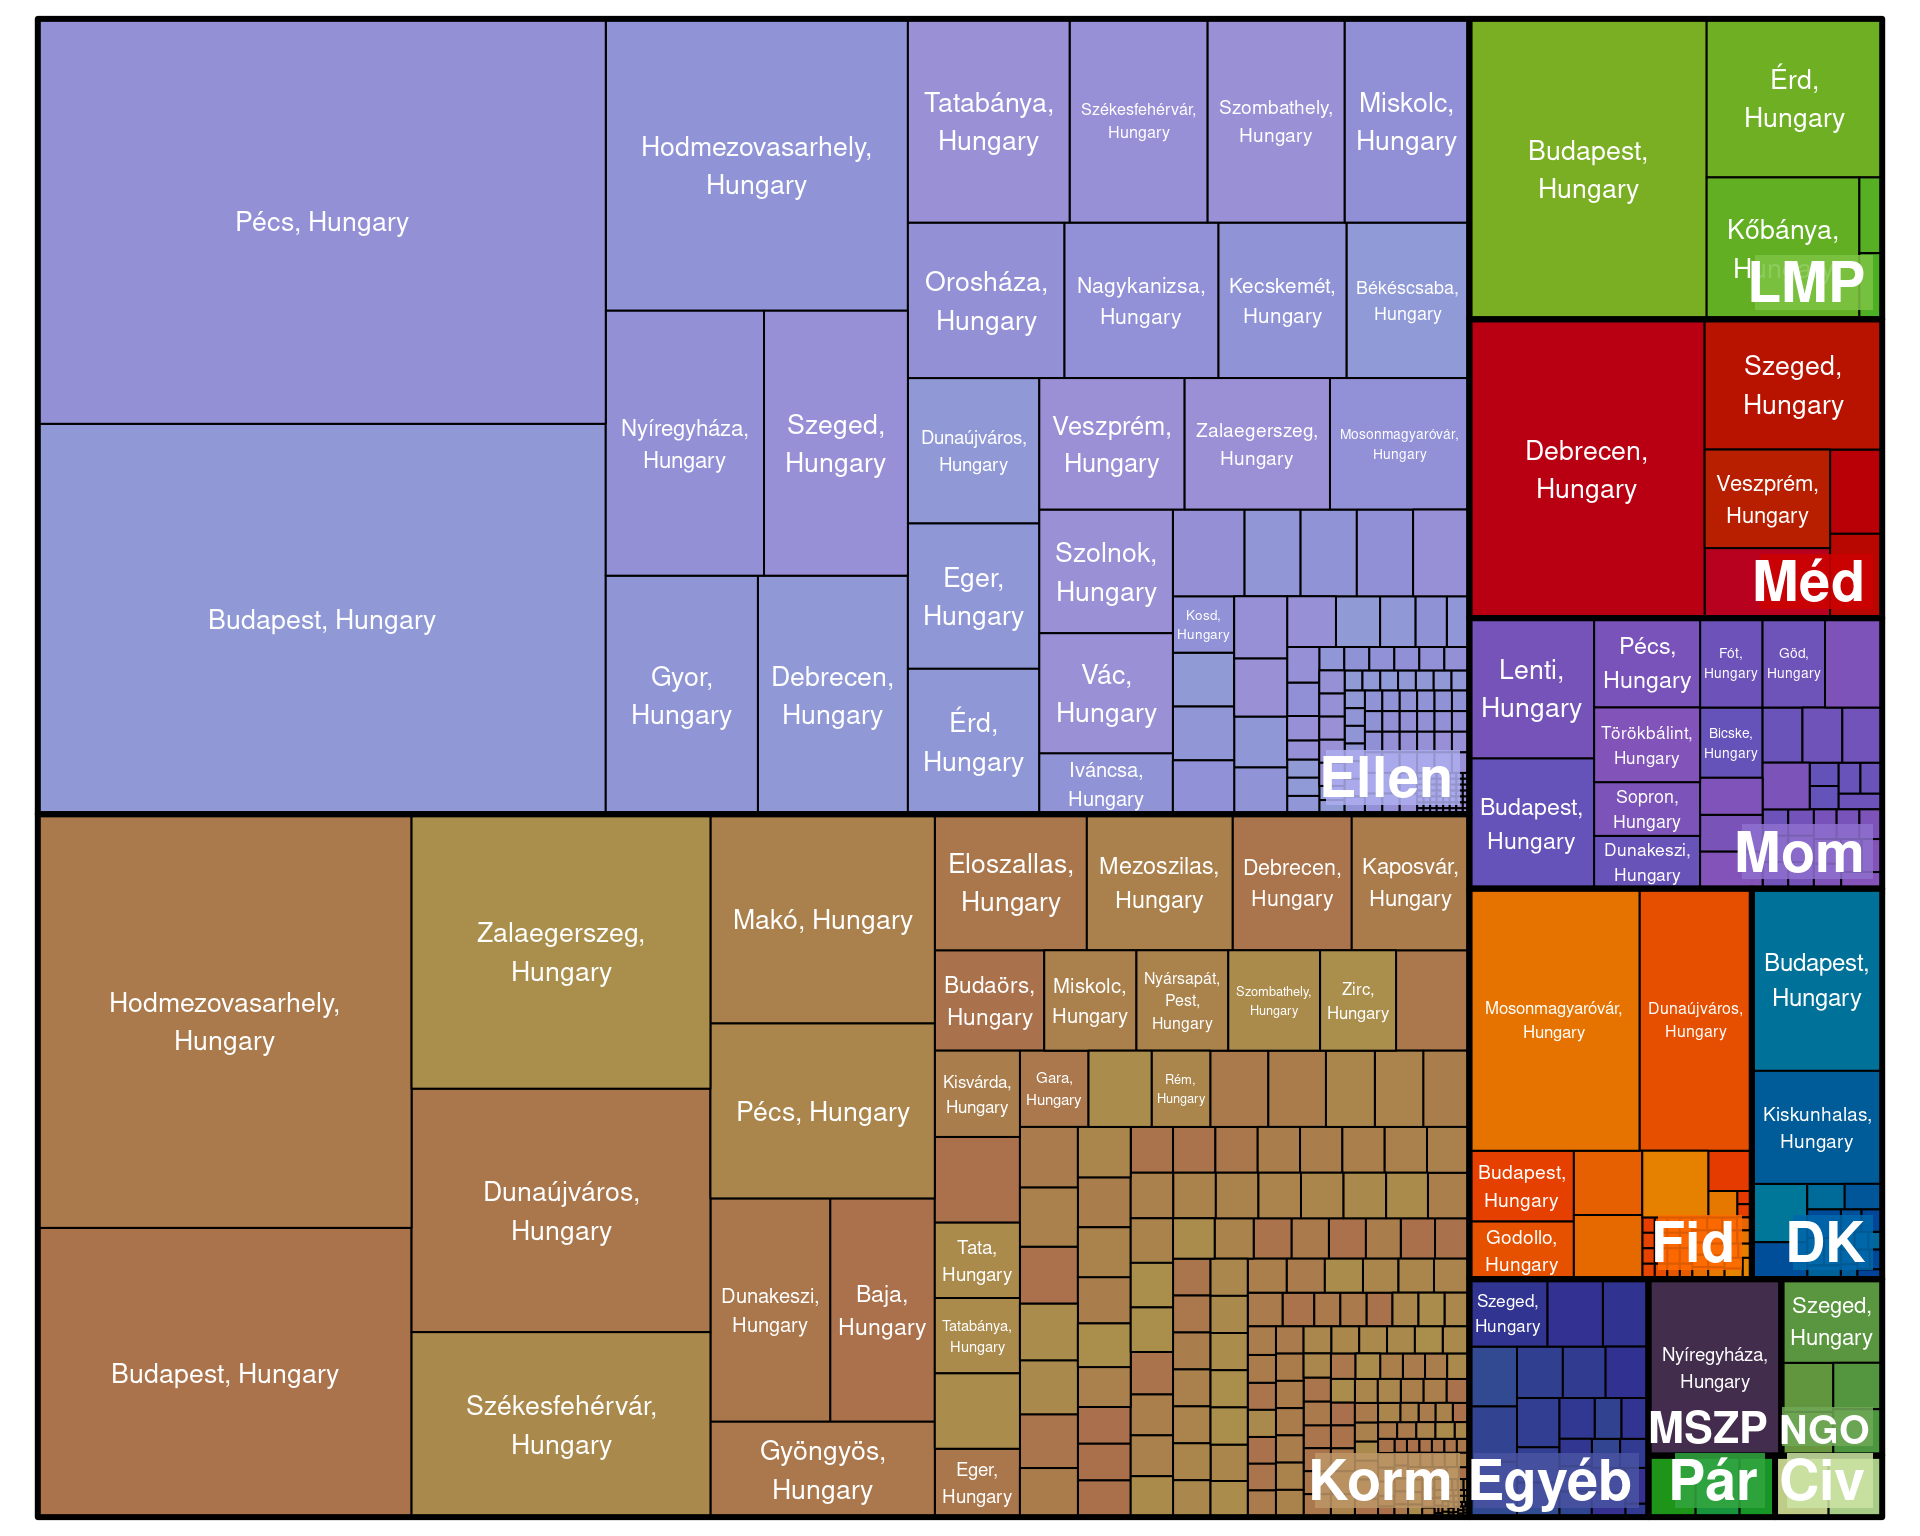 Pécs, Hungary
Budapest, Hungary
Hodmezovasarhely,
Hungary
Nyíregyháza,
Hungary
Szeged,
Hungary
Gyor,
Hungary
Debrecen,
Hungary
Tatabánya,
Hungary
Székesfehérvár,
Hungary
Szombathely,
Hungary
Miskolc,
Hungary
Orosháza,
Hungary
Nagykanizsa,
Hungary
Kecskemét,
Hungary
Békéscsaba,
Hungary
Dunaújváros,
Hungary
Veszprém,
Hungary
Zalaegerszeg,
Hungary
Mosonmagyaróvár,
Hungary
Eger,
Hungary
Szolnok,
Hungary
Kosd,
Hungary
Érd,
Hungary
Vác,
Hungary
Iváncsa,
Hungary
Ellen
Budapest,
Hungary
Érd,
Hungary
Kőbánya,
Hungary
LMP
Debrecen,
Hungary
Szeged,
Hungary
Veszprém,
Hungary
Méd
Lenti,
Hungary
Budapest,
Hungary
Pécs,
Hungary
Törökbálint,
Hungary
Sopron,
Hungary
Dunakeszi,
Hungary
Fót,
Hungary
Göd,
Hungary
Bicske,
Hungary
Mom
Hodmezovasarhely,
Hungary
Budapest, Hungary
Zalaegerszeg,
Hungary
Dunaújváros,
Hungary
Székesfehérvár,
Hungary
Makó, Hungary
Pécs, Hungary
Dunakeszi,
Hungary
Baja,
Hungary
Gyöngyös,
Hungary
Eloszallas,
Hungary
Mezoszilas,
Hungary
Debrecen,
Hungary
Kaposvár,
Hungary
Budaörs,
Hungary
Miskolc,
Hungary
Nyársapát,
Pest,
Hungary
Szombathely,
Hungary
Zirc,
Hungary
Kisvárda,
Hungary
Gara,
Hungary
Rém,
Hungary
Tata,
Hungary
Tatabánya,
Hungary
Eger,
Hungary
Korm
Mosonmagyaróvár,
Hungary
Dunaújváros,
Hungary
Budapest,
Hungary
Godollo,
Hungary
Fid
Budapest,
Hungary
Kiskunhalas,
Hungary
DK
Szeged,
Hungary
Egyéb
Nyíregyháza,
Hungary
MSZP
Szeged,
Hungary
NGO
Pár
Civ